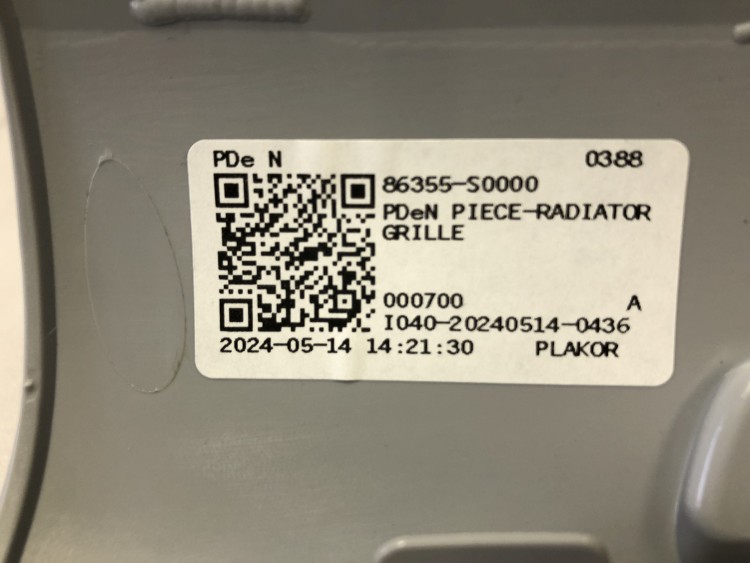 PDe N 0388
86355-S0000
PDeN PIECE-RADIATOR
GRILLE
000700 A
I040-20240514-0436
2024-05-14 14:21:30 PLAKOR